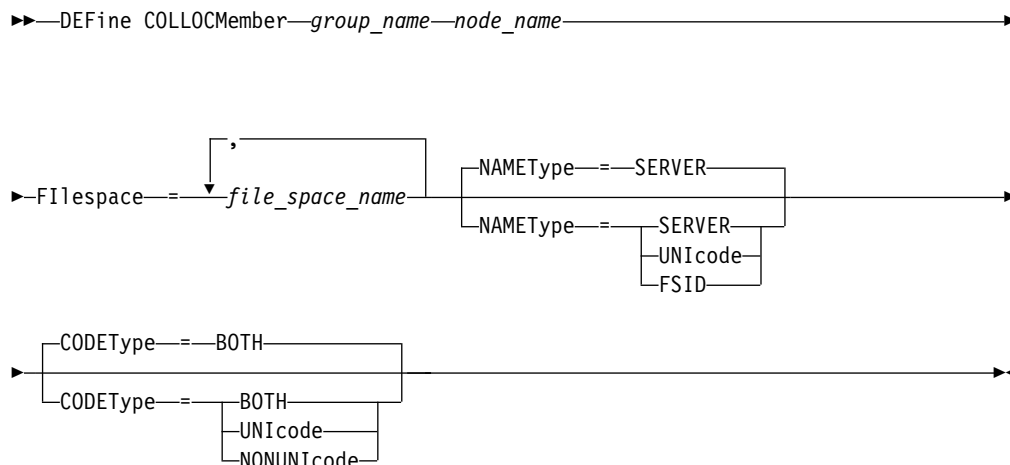 DEFine COLLOCMember group_name node_name
,
FIlespace = file_space_name
NAMEType = SERVER
NAMEType = SERVER
UNIcode
FSID
CODEType = BOTH
CODEType = BOTH
UNIcode
NONUNIcode